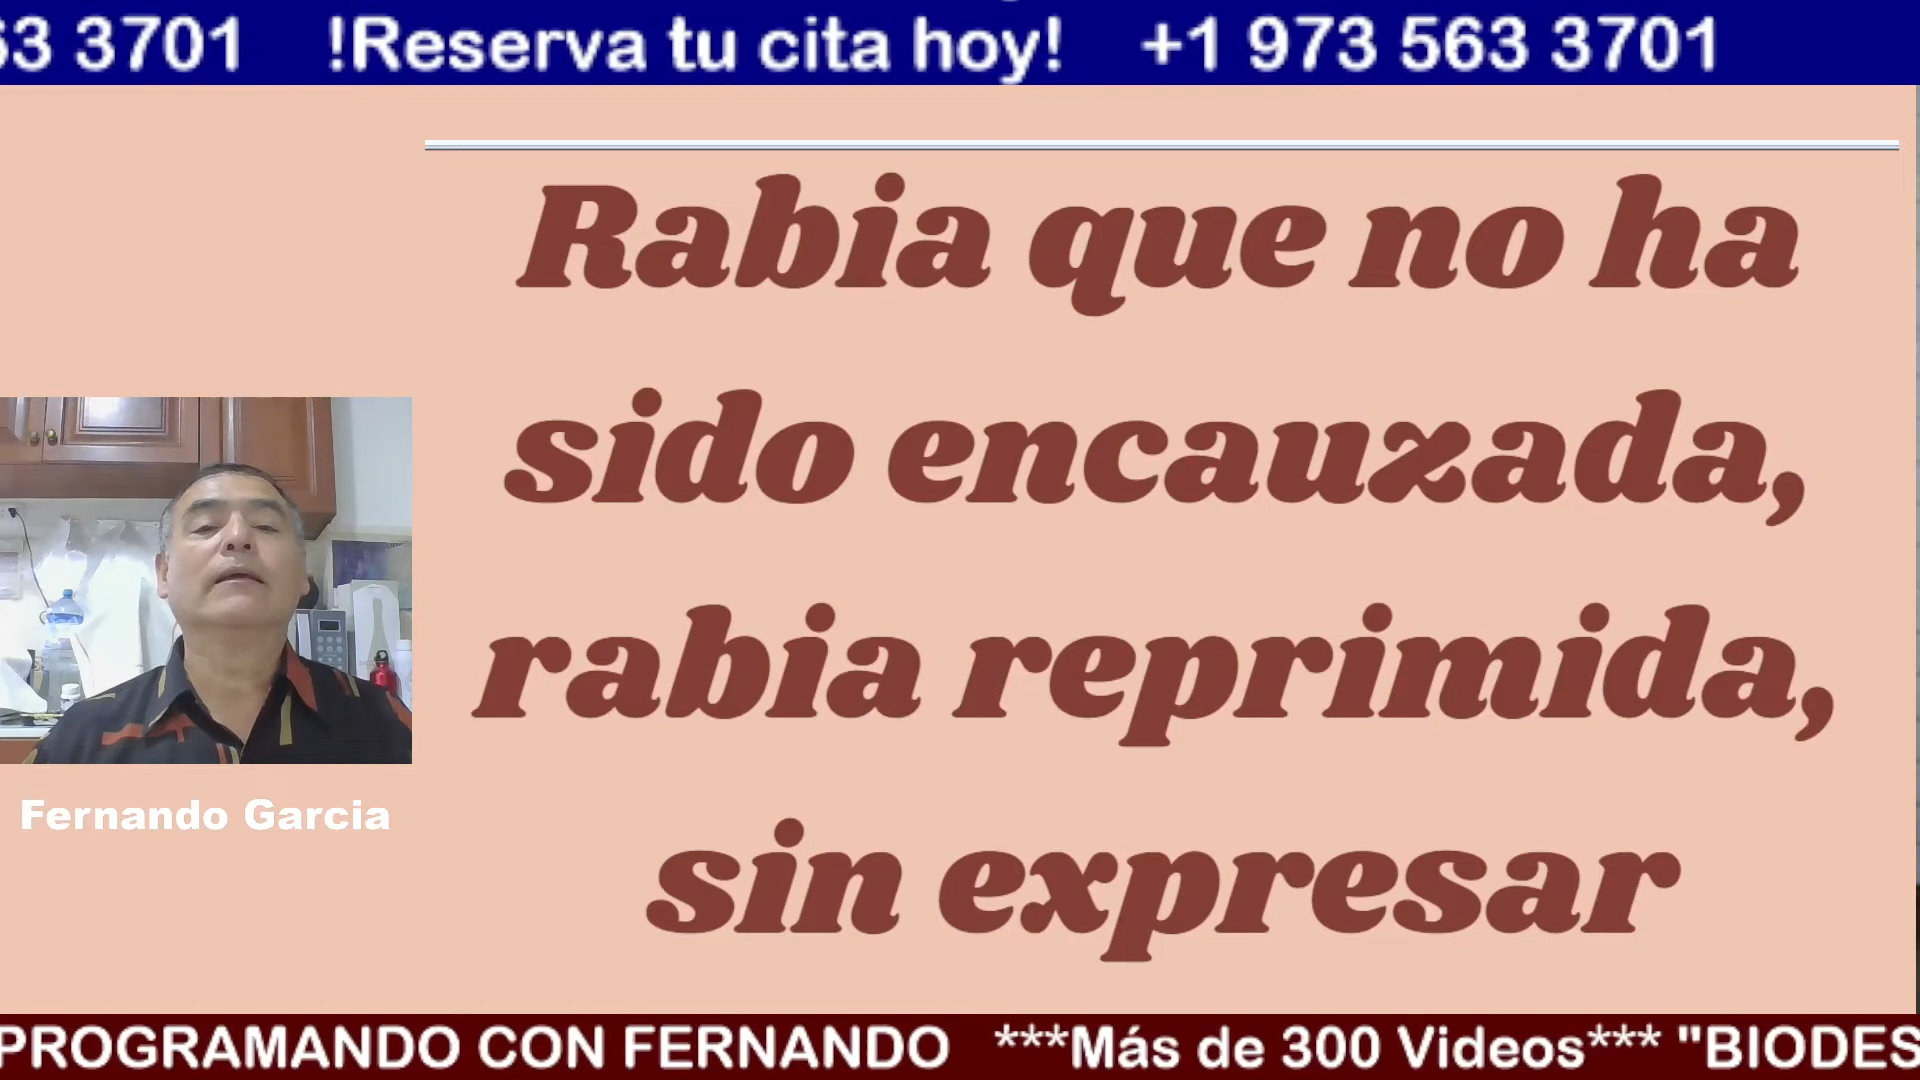 63 3701 !Reserva tu cita hoy! +1 973 563 3701
Rabia que no ha
sido encauzada,
rabia reprimida,
sin expresar
Fernando Garcia
PROGRAMANDO CON FERNANDO ***Más de 300 Videos*** "BIODES